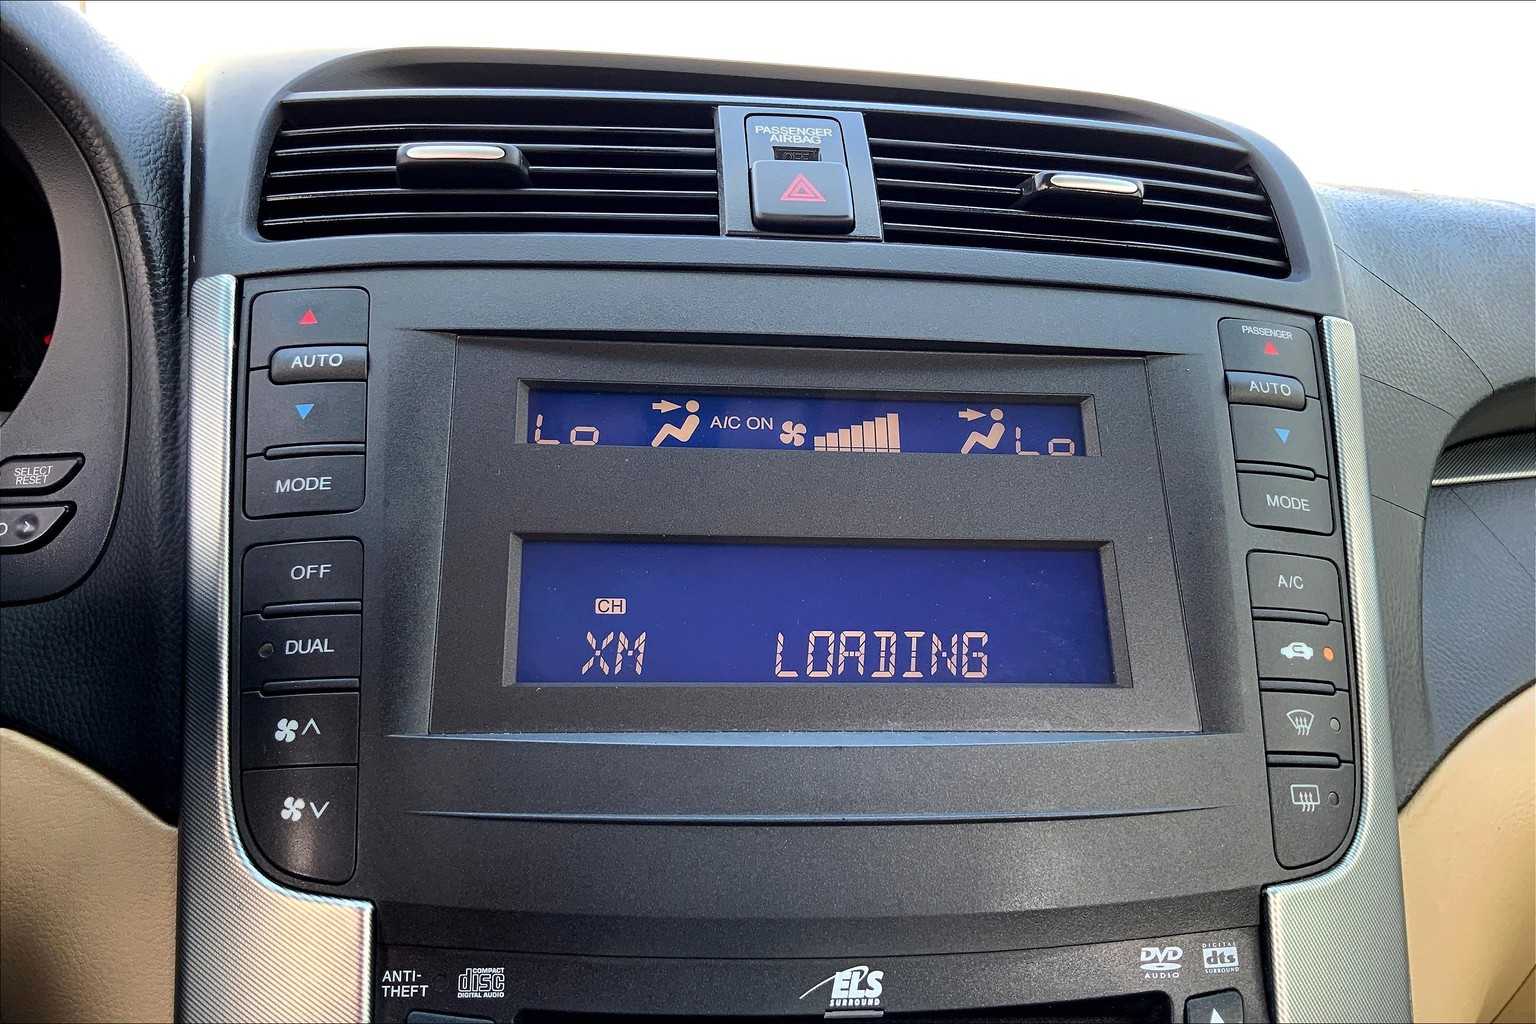 PASSENGER
AIRBAG
PASSENGER
AUTO
AUTO
Lo
A/C ON
Lo
SELECT
RESET
MODE
MODE
OFF
A/C
CH
DUAL
XM LOADING
ANTI-
THEFT
COMPACT
disc
DIGITAL AUDIO
ELS
SURROUND
DVD
AUDIO
DIGITAL
dts
SURROUND